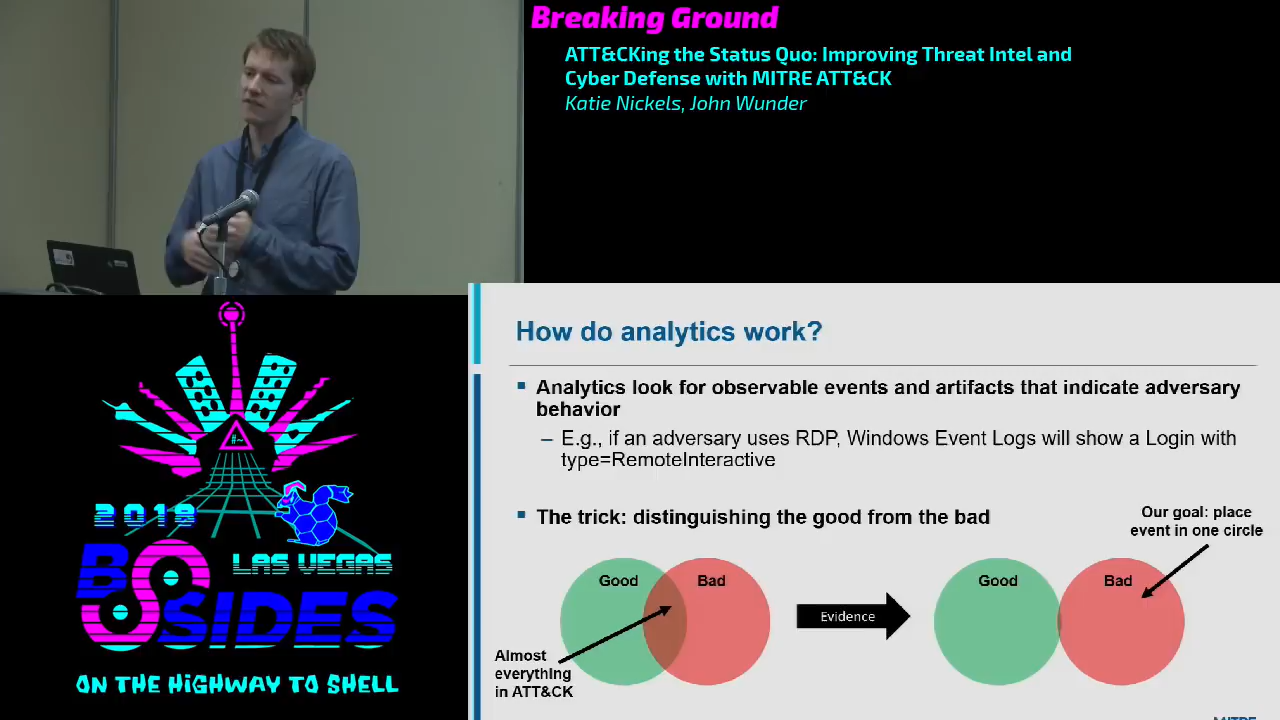 Breaking Ground
ATT&CKing the Status Quo: Improving Threat Intel and
Cyber Defense with MITRE ATT&CK
Katie Nickels, John Wunder
How do analytics work?
Analytics look for observable events and artifacts that indicate adversary
behavior
– E.g., if an adversary uses RDP, Windows Event Logs will show a Login with
type=RemoteInteractive
The trick: distinguishing the good from the bad
Our goal: place
event in one circle
Good
Bad
Evidence
Good
Bad
Almost
everything
in ATT&CK
MITRE
#~
2018
BSIDES
LAS VEGAS
ON THE HIGHWAY TO SHELL